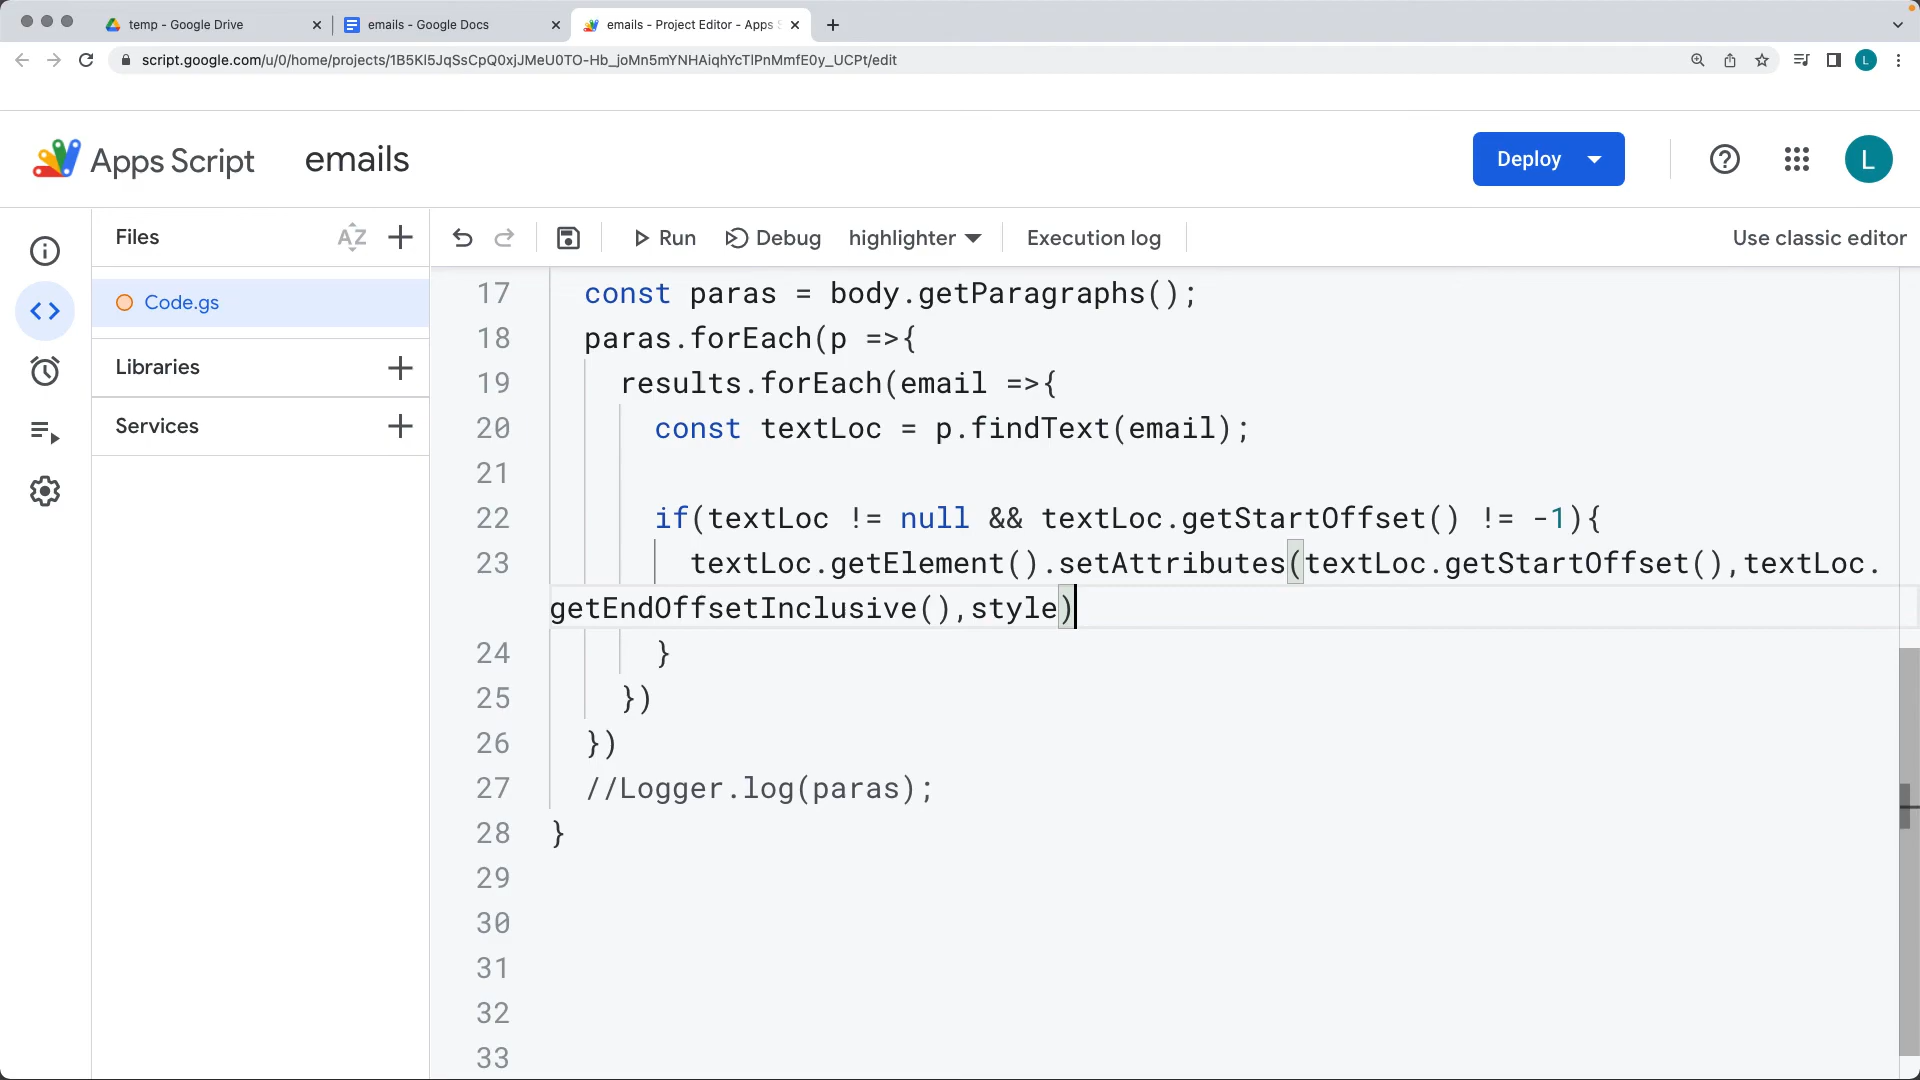 temp - Google Drive
emails - Google Docs
emails - Project Editor - Apps S
script.google.com/u/0/home/projects/1B5Kl5JqSsCpQ0xjJMeU0TO-Hb_joMn5mYNHAiqhYcTlPnMmfE0y_UCPt/edit
L
Apps Script
emails
Deploy
L
Files
AZ
Run
Debug
highlighter
Execution log
Use classic editor
Code.gs
Libraries
Services
17 const paras = body.getParagraphs();
18 paras.forEach(p =>{
19 results.forEach(email =>{
20 const textLoc = p.findText(email);
21
22 if(textLoc != null && textLoc.getStartOffset() != -1){
23 textLoc.getElement().setAttributes(textLoc.getStartOffset(),textLoc.
getEndOffsetInclusive(),style)
24 }
25 })
26 })
27 //Logger.log(paras);
28 }
29
30
31
32
33